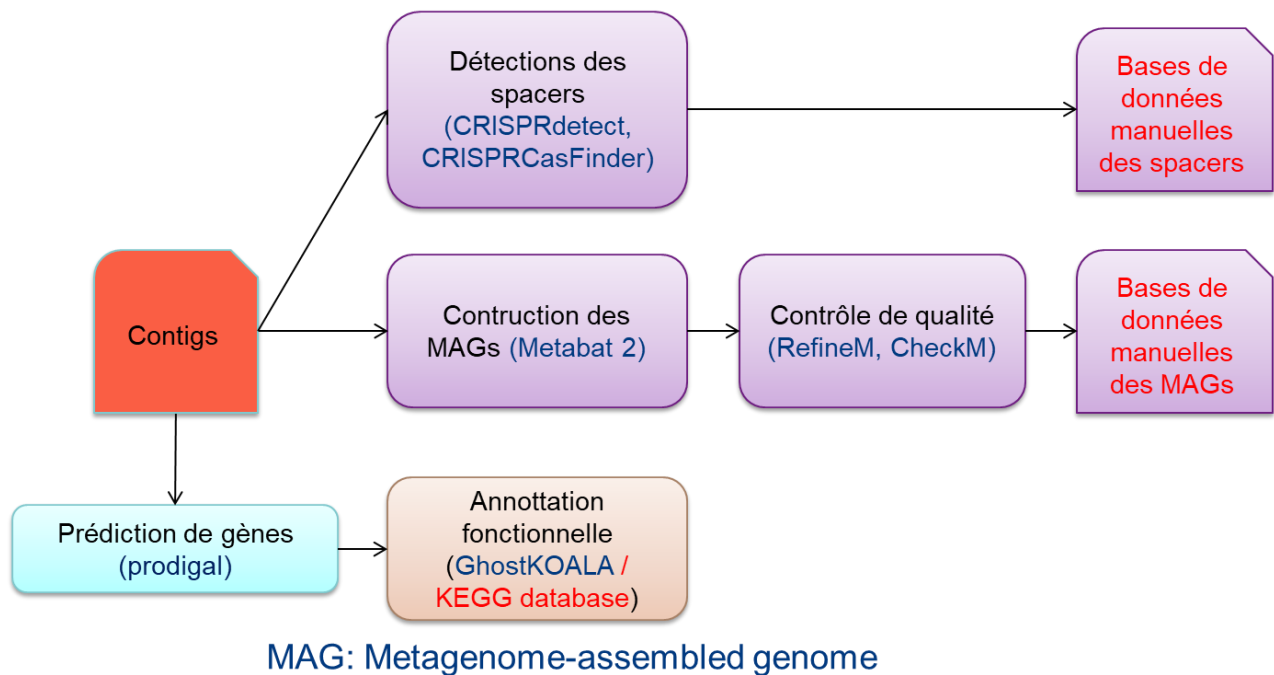 Détections des
spacers
(CRISPRdetect,
CRISPRCasFinder)
Bases de
données
manuelles
des spacers
Contigs
Contruction des
MAGs (Metabat 2)
Contrôle de qualité
(RefineM, CheckM)
Bases de
données
manuelles
des MAGs
Prédiction de gènes
(prodigal)
Annottation
fonctionnelle
(GhostKOALA /
KEGG database)
MAG: Metagenome-assembled genome